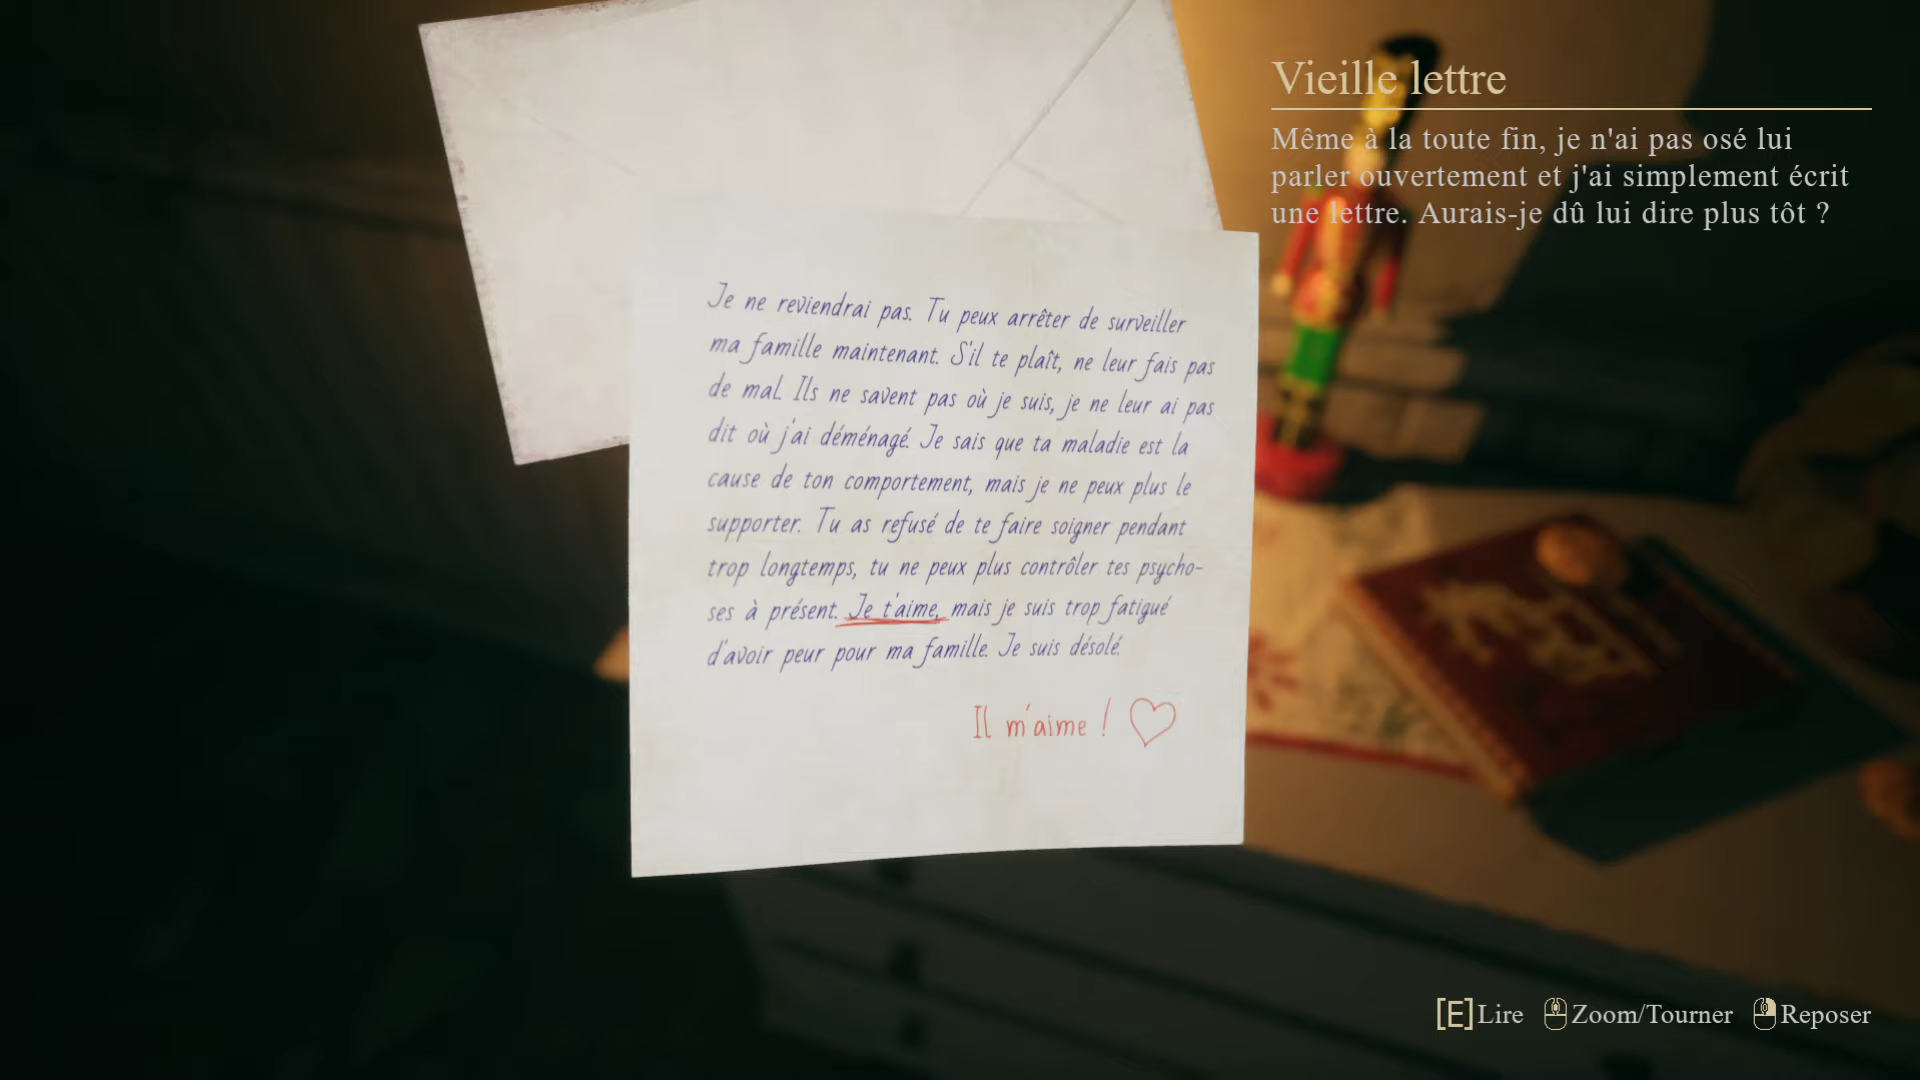 Vieille lettre
Même à la toute fin, je n'ai pas osé lui
parler ouvertement et j'ai simplement écrit
une lettre. Aurais-je dû lui dire plus tôt ?
Je ne reviendrai pas. Tu peux arrêter de surveiller
ma famille maintenant. S'il te plaît, ne leur fais pas
de mal. Ils ne savent pas où je suis, je ne leur ai pas
dit où j'ai déménagé. Je sais que ta maladie est la
cause de ton comportement, mais je ne peux plus le
supporter. Tu as refusé de te faire soigner pendant
trop longtemps, tu ne peux plus contrôler tes psycho-
ses à présent. Je t'aime, mais je suis trop fatigué
d'avoir peur pour ma famille. Je suis désolé.
Il m'aime !
[E] Lire Zoom/Tourner Reposer